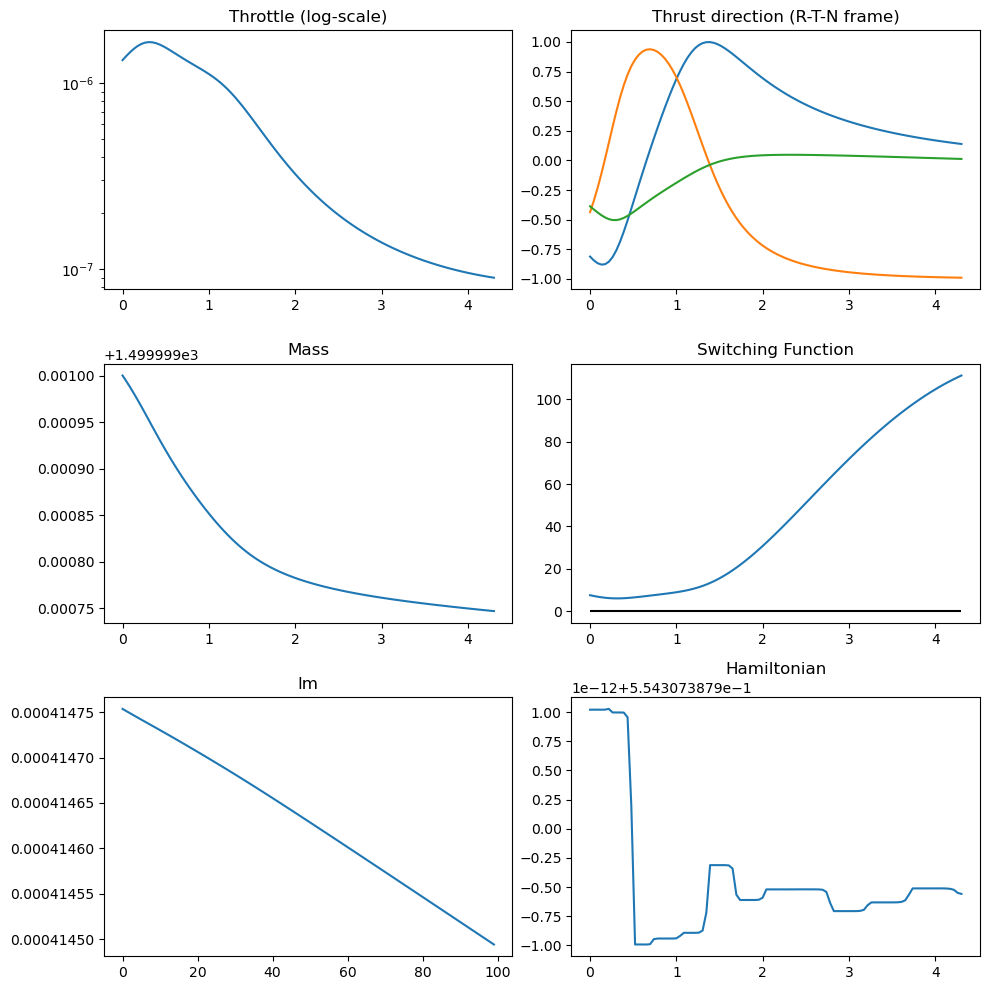 Throttle (log-scale)
10⁻⁶
10⁻⁷
0 1 2 3 4
Thrust direction (R-T-N frame)
1.00
0.75
0.50
0.25
0.00
−0.25
−0.50
−0.75
−1.00
0 1 2 3 4
Mass
+1.499999e3
0.00100
0.00095
0.00090
0.00085
0.00080
0.00075
0 1 2 3 4
Switching Function
100
80
60
40
20
0
0 1 2 3 4
lm
0.00041475
0.00041470
0.00041465
0.00041460
0.00041455
0.00041450
0 20 40 60 80 100
Hamiltonian
1e−12+5.543073879e−1
1.00
0.75
0.50
0.25
0.00
−0.25
−0.50
−0.75
−1.00
0 1 2 3 4